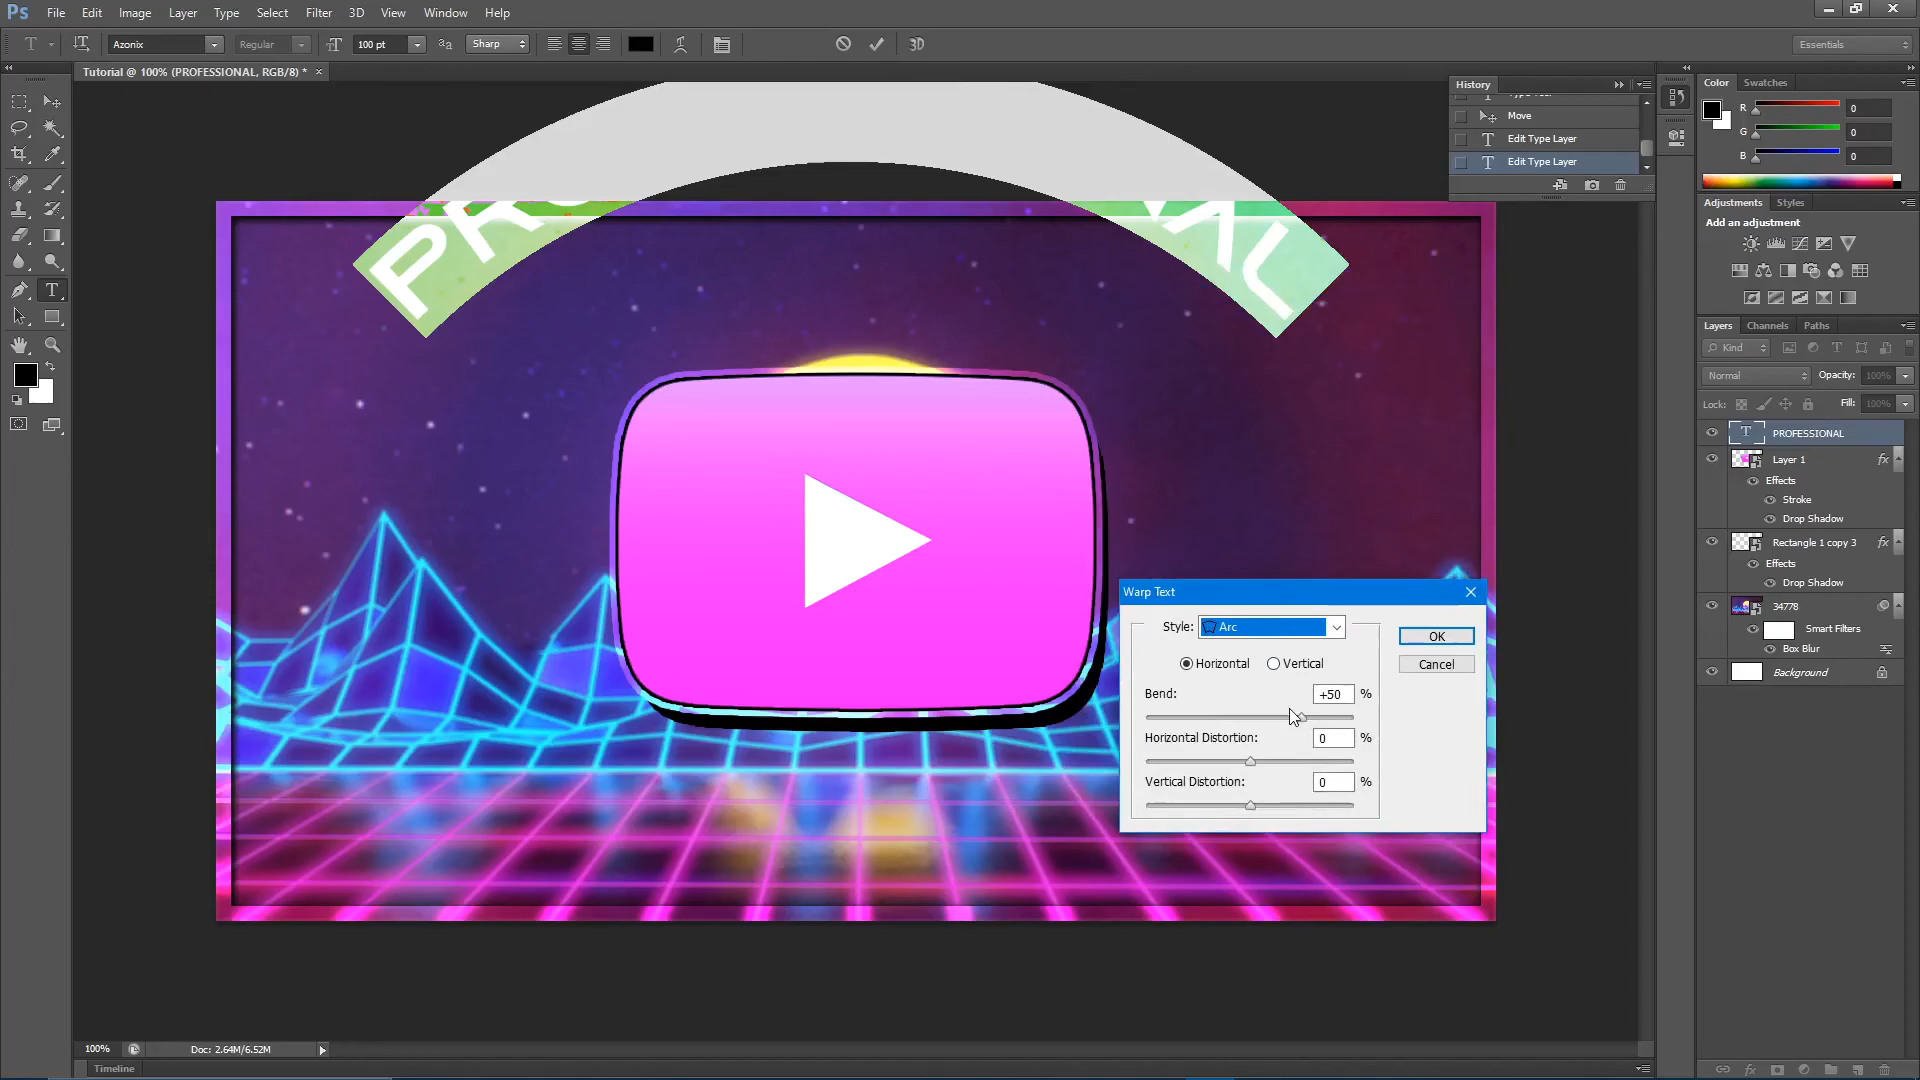 Ps File Edit Image Layer Type Select Filter 3D View Window Help
Azonix Regular 100 pt Sharp 3D Essentials
Tutorial @ 100% (PROFESSIONAL, RGB/8) * ×
History
Move
Edit Type Layer
Edit Type Layer
Color Swatches
R 0
G 0
B 0
Adjustments Styles
Add an adjustment
Layers Channels Paths
Kind
Normal Opacity: 100%
Lock: Fill: 100%
PROFESSIONAL
Layer 1 fx
Effects
Stroke
Drop Shadow
Rectangle 1 copy 3 fx
Effects
Drop Shadow
34778
Smart Filters
Box Blur
Background
Warp Text
Style: Arc
OK
Horizontal Vertical
Cancel
Bend: +50 %
Horizontal Distortion: 0 %
Vertical Distortion: 0 %
100% Doc: 2.64M/6.52M
Timeline